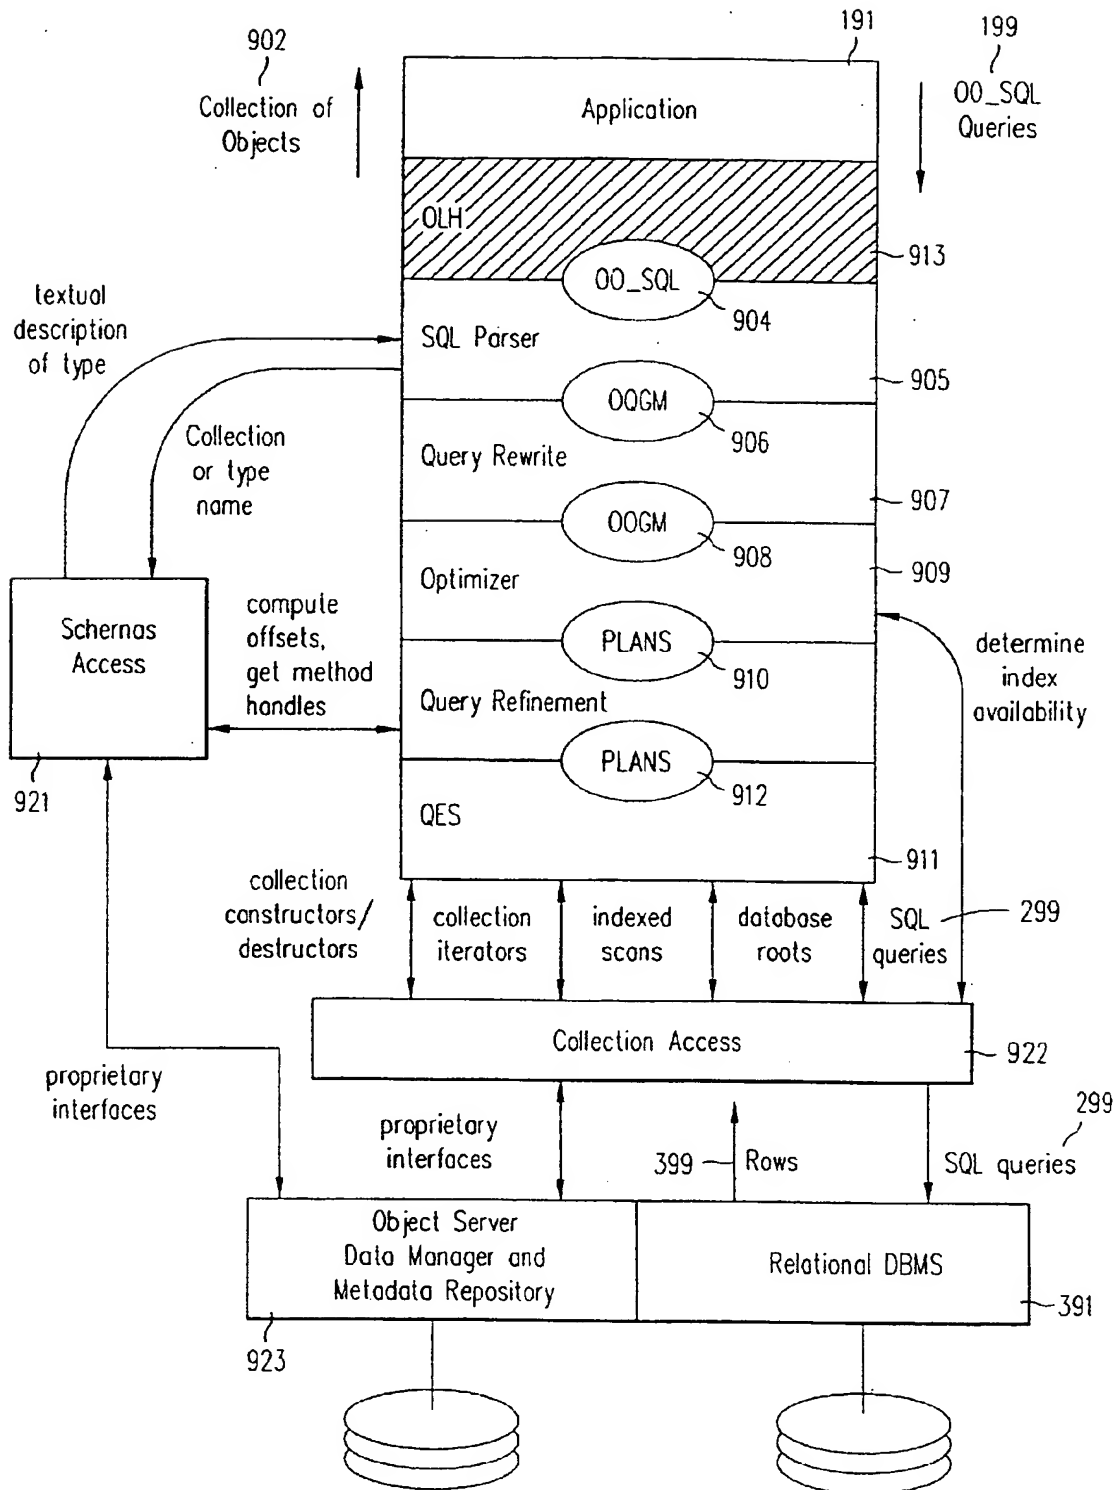 902
Collection of
Objects
191
Application
199
OO_SQL
Queries
OLH
913
OO_SQL
904
textual
description
of type
SQL Parser
905
OQGM
906
Collection
or type
name
Query Rewrite
907
OOGM
908
909
Optimizer
Schernas
Access
compute
offsets,
get method
handles
PLANS
910
determine
index
availability
Query Refinement
PLANS
912
921
QES
911
collection
constructors/
destructors
collection
iterators
indexed
scans
database
roots
SQL
queries
299
Collection Access
922
proprietary
interfaces
proprietary
interfaces
399
Rows
299
SQL queries
Object Server
Data Manager and
Metadata Repository
Relational DBMS
391
923